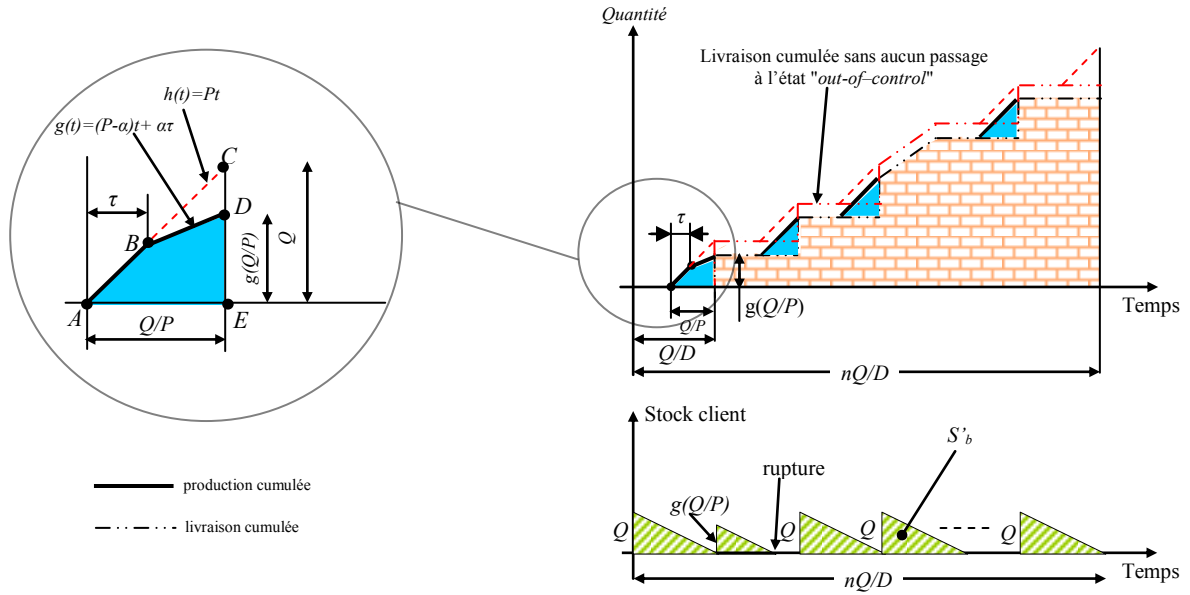 h(t)=Pt
g(t)=(P-α)t+ ατ
C
τ
D
B
Q
g(Q/P)
A
E
Q/P
production cumulée
livraison cumulée
Quantité
Livraison cumulée sans aucun passage
à l'état "out-of–control"
τ
Temps
g(Q/P)
Q/P
Q/D
nQ/D
Stock client
S'b
rupture
g(Q/P)
Q
Q
Q
Q
Temps
nQ/D